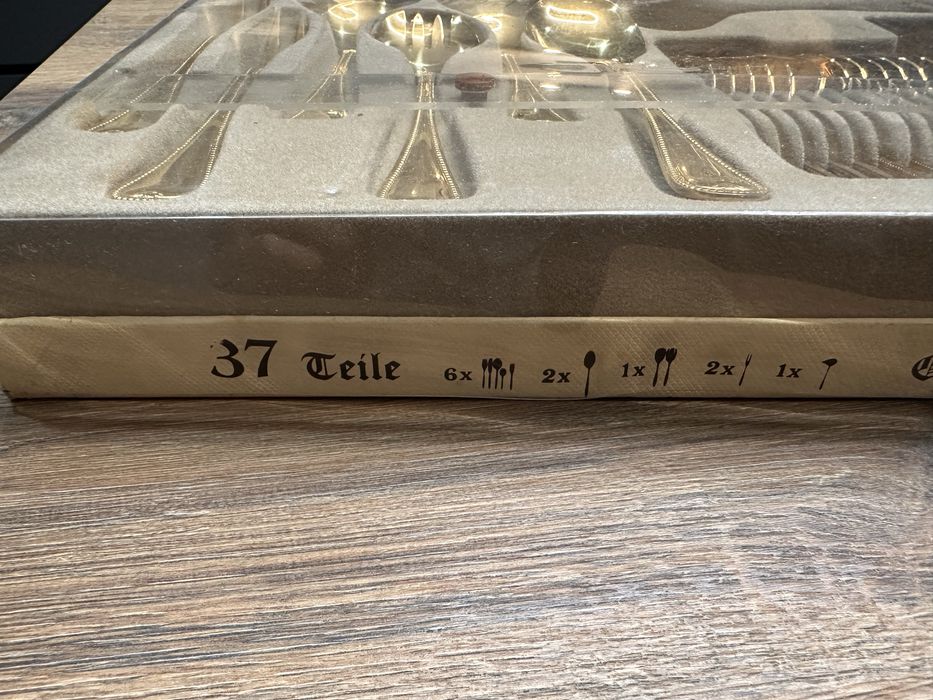 37 Teile 6x 2x 1x 2x 1x